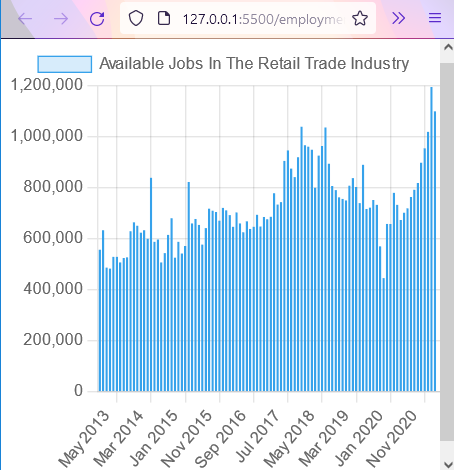 127.0.0.1:5500/employme
Available Jobs In The Retail Trade Industry
1,200,000
1,000,000
800,000
600,000
400,000
200,000
0
May 2013
Mar 2014
Jan 2015
Nov 2015
Sep 2016
Jul 2017
May 2018
Mar 2019
Jan 2020
Nov 2020